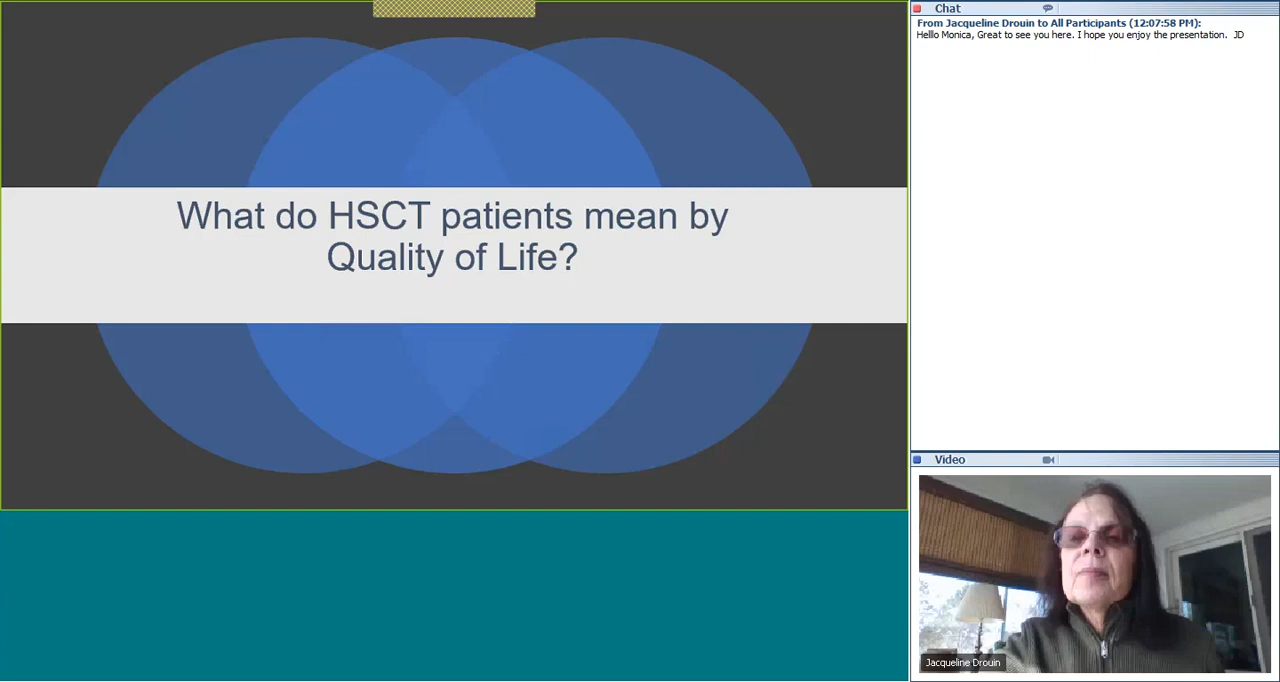 What do HSCT patients mean by
Quality of Life?
Chat
From Jacqueline Drouin to All Participants (12:07:58 PM):
Helllo Monica, Great to see you here. I hope you enjoy the presentation.  JD
Video
Jacqueline Drouin